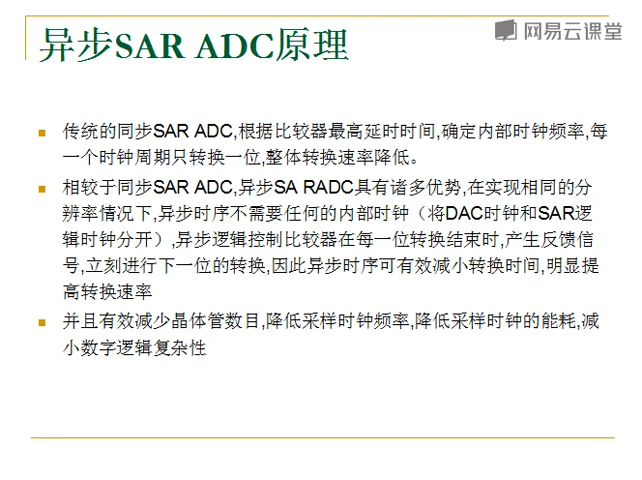 网易云课堂
异步SAR ADC原理
传统的同步SAR ADC,根据比较器最高延时时间,确定内部时钟频率,每
一个时钟周期只转换一位,整体转换速率降低。
相较于同步SAR ADC,异步SA RADC具有诸多优势,在实现相同的分
辨率情况下,异步时序不需要任何的内部时钟（将DAC时钟和SAR逻
辑时钟分开）,异步逻辑控制比较器在每一位转换结束时,产生反馈信
号,立刻进行下一位的转换,因此异步时序可有效减小转换时间,明显提
高转换速率
并且有效减少晶体管数目,降低采样时钟频率,降低采样时钟的能耗,减
小数字逻辑复杂性